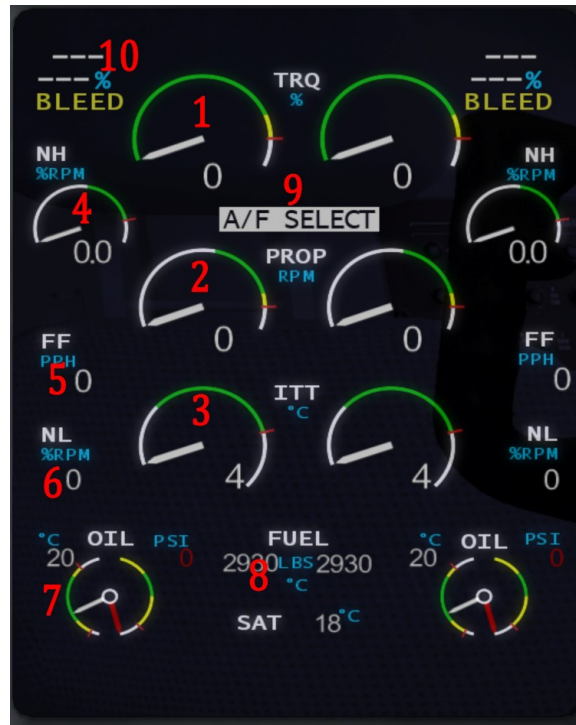 --- 10 ---
---% ---%
BLEED BLEED
1 TRQ
%
0 0
NH NH
%RPM %RPM
9
4 A/F SELECT
0.0 0.0
2 PROP
RPM
0 0
FF FF
PPH PPH
5 0 0
3 ITT
°C
4 4
NL NL
%RPM %RPM
6 0 0
°C OIL PSI FUEL °C OIL PSI
20 0 2930 LBS 2930 20 0
7 8 °C
SAT 18 °C